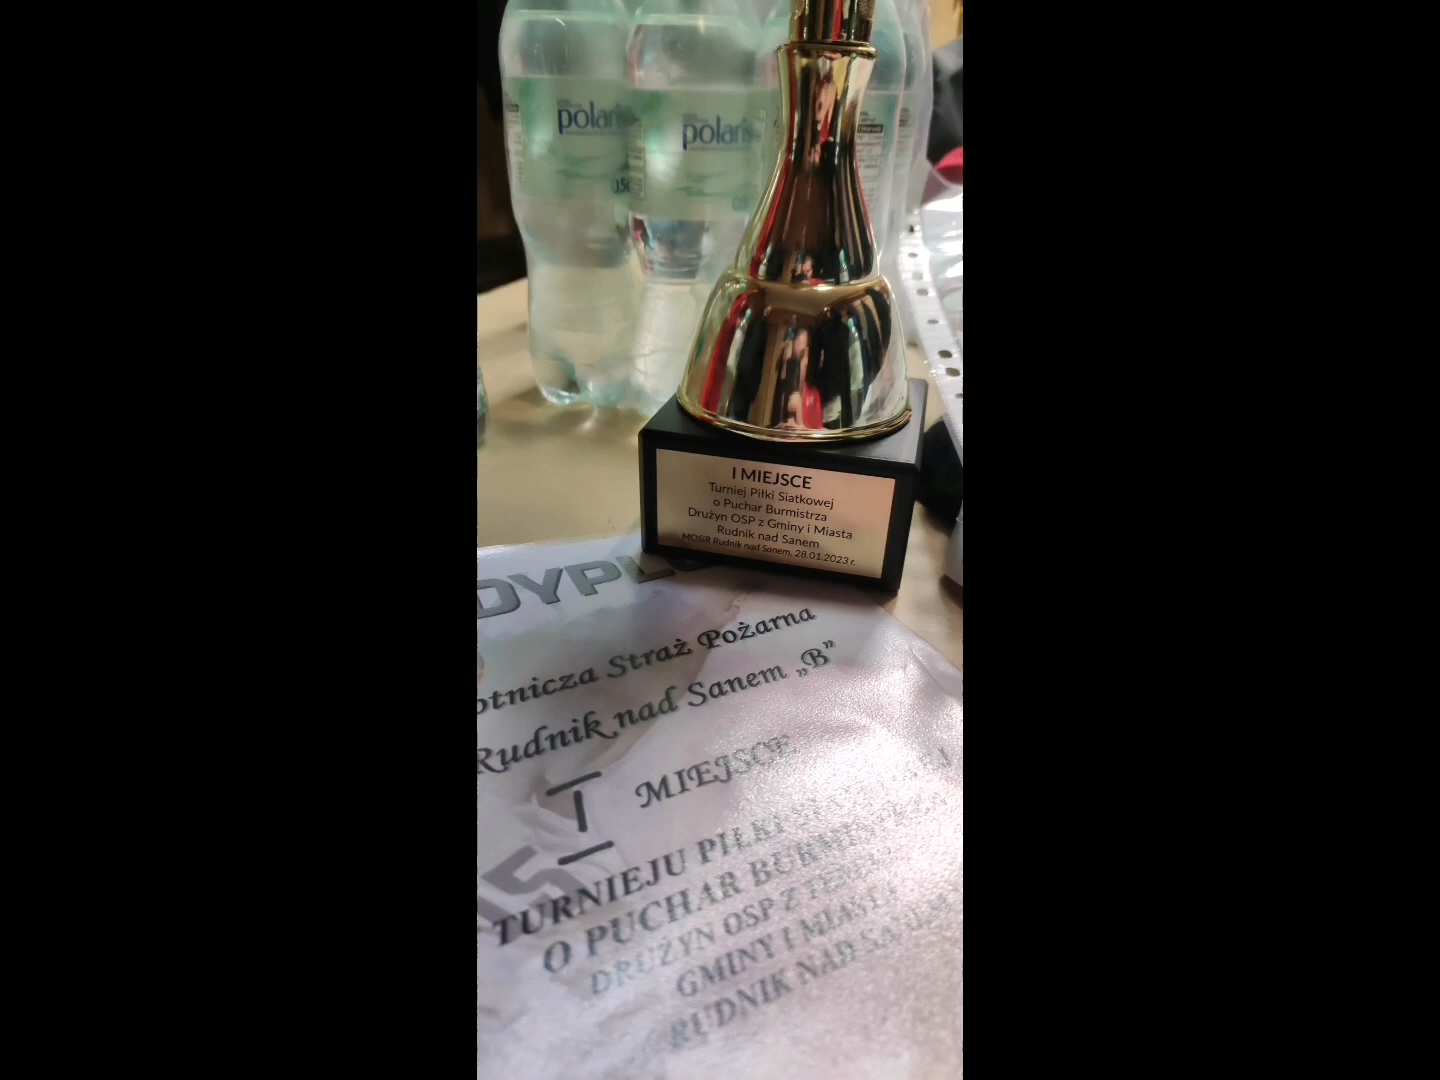 polaris
polaris
I MIEJSCE
Turniej Piłki Siatkowej
o Puchar Burmistrza
Drużyn OSP z Gminy i Miasta
Rudnik nad Sanem
MOSiR Rudnik nad Sanem, 28.01.2023 r.
DYPL
otnicza Straż Pożarna
Rudnik nad Sanem „B”
I MIEJSCE
TURNIEJU PIŁKI
O PUCHAR BURMISTRZA
DRUŻYN OSP Z
GMINY I MIASTA
RUDNIK NAD SANEM